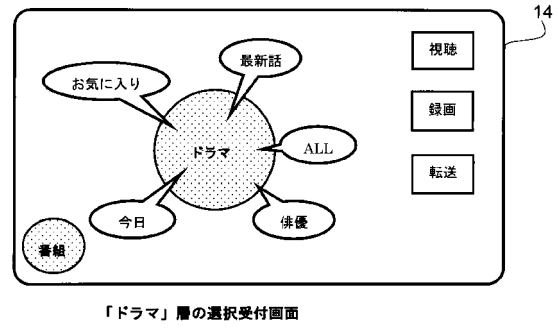 14
最新話
視聴
お気に入り
録画
ドラマ
ALL
転送
今日
俳優
番組
「ドラマ」層の選択受付画面